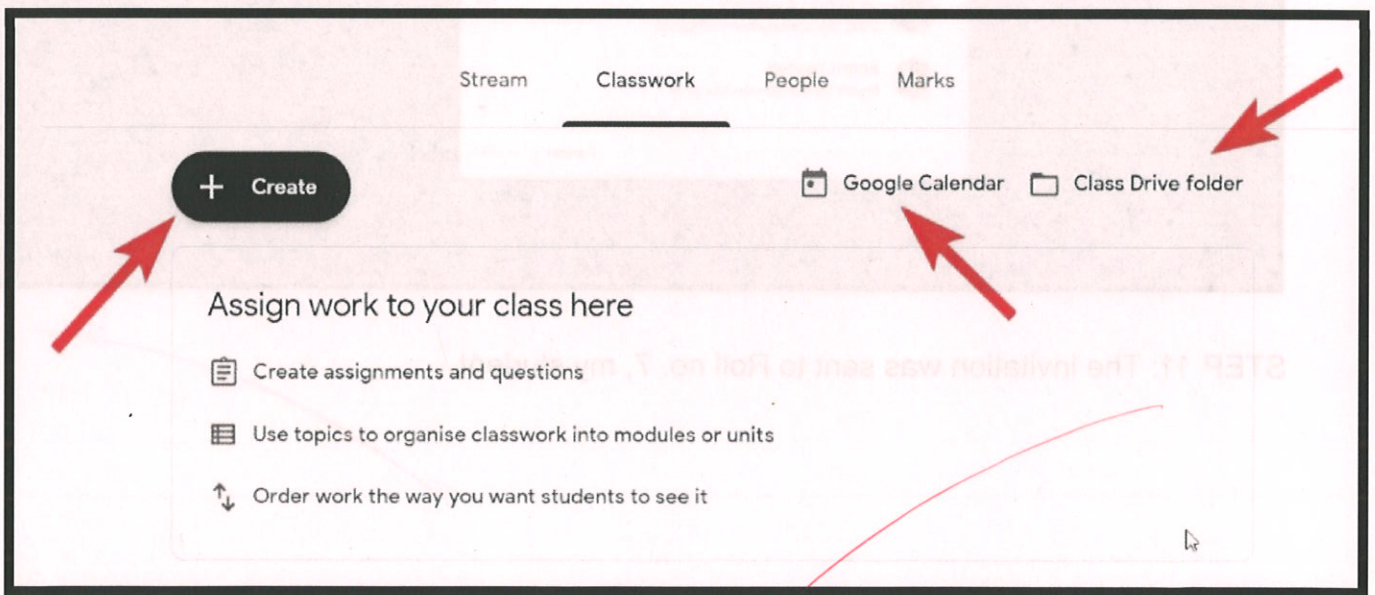 Stream Classwork People Marks
+ Create Google Calendar Class Drive folder
Assign work to your class here
Create assignments and questions
STEP 11: The invitation was sent to Roll no. 7, my student
Use topics to organise classwork into modules or units
Order work the way you want students to see it